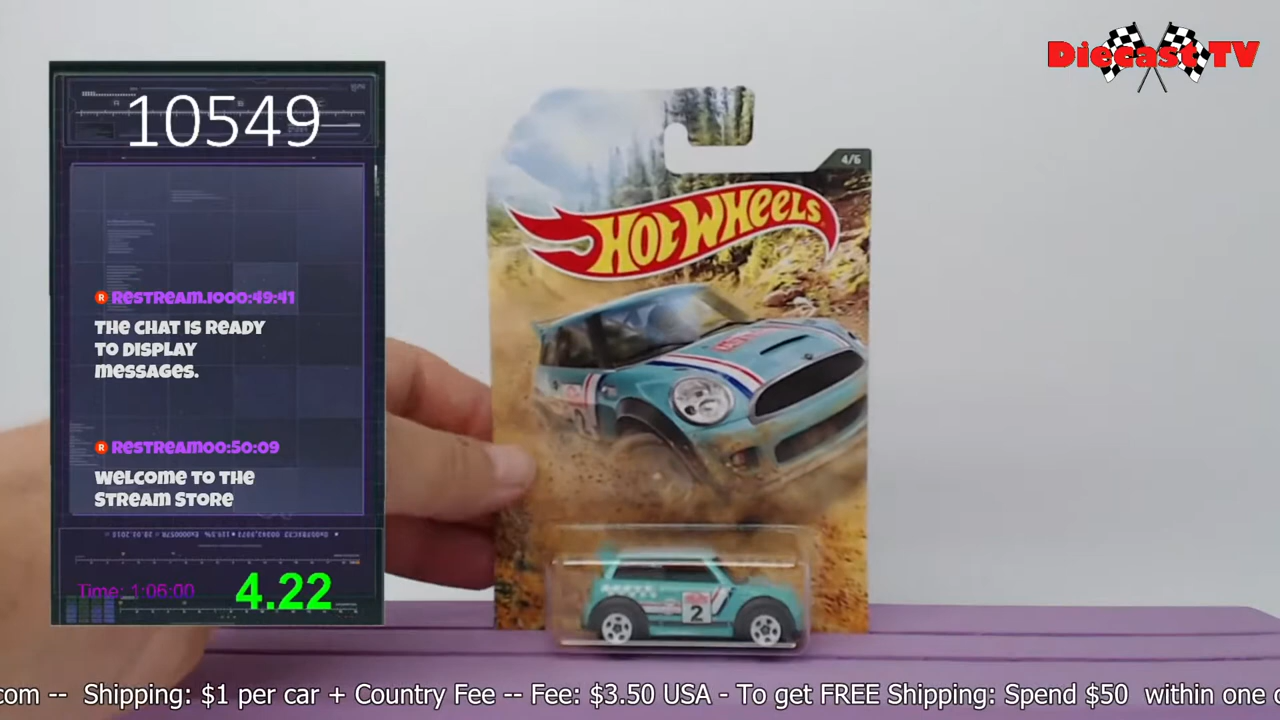 Diecast TV
10549
4/6
HOT WHEELS
Restream.1000:49:41
THE CHAT IS READY
TO DISPLAY
MESSAGES.
Restream00:50:09
WELCOME TO THE
STREAM STORE
Time: 1:06:00
4.22
2
.com -- Shipping: $1 per car + Country Fee -- Fee: $3.50 USA - To get FREE Shipping: Spend $50 within one